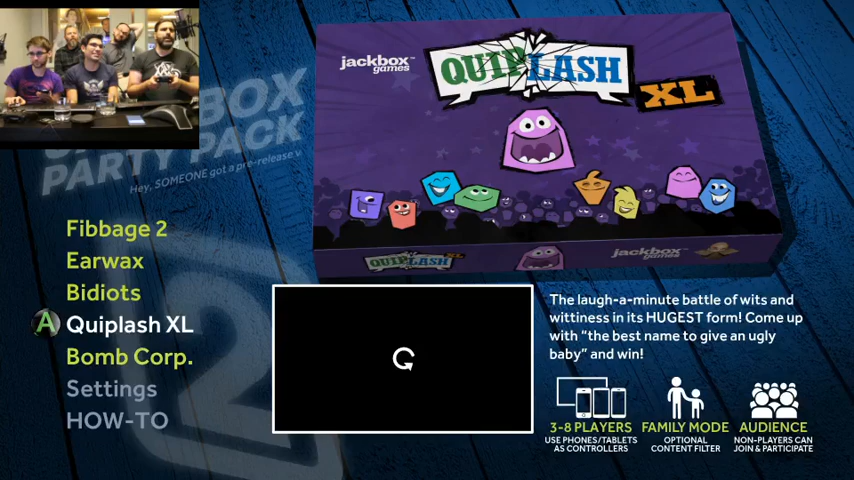 jackbox
games
QUIPLASH
XL
BOX
PARTY PACK
Hey, SOMEONE got a pre-release v
Fibbage 2
Earwax
Bidiots
A Quiplash XL
Bomb Corp.
Settings
HOW-TO
QUIPLASH XL
jackbox
games
The laugh-a-minute battle of wits and
wittiness in its HUGEST form! Come up
with "the best name to give an ugly
baby" and win!
3-8 PLAYERS
USE PHONES/TABLETS
AS CONTROLLERS
FAMILY MODE
OPTIONAL
CONTENT FILTER
AUDIENCE
NON-PLAYERS CAN
JOIN & PARTICIPATE
2